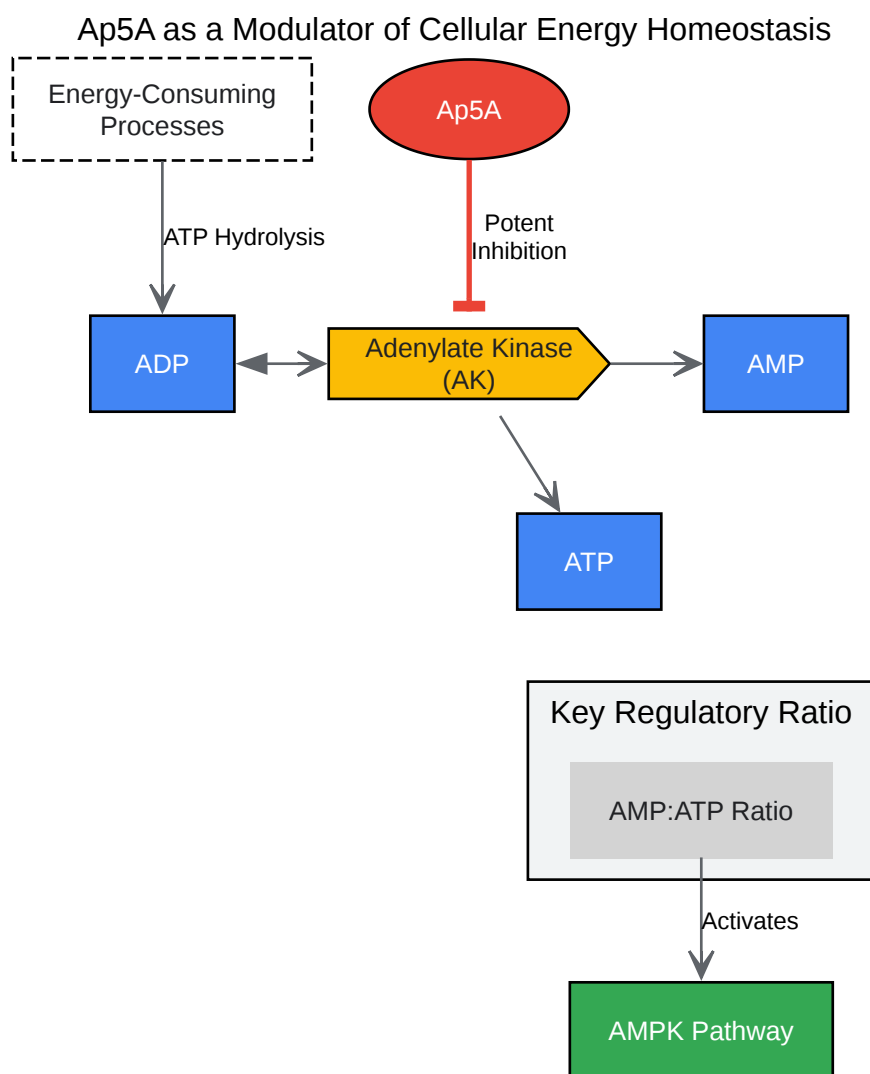 Ap5A as a Modulator of Cellular Energy Homeostasis
Energy-Consuming
Processes
Ap5A
ATP Hydrolysis
Potent
Inhibition
ADP
Adenylate Kinase
(AK)
AMP
ATP
Key Regulatory Ratio
AMP:ATP Ratio
Activates
AMPK Pathway